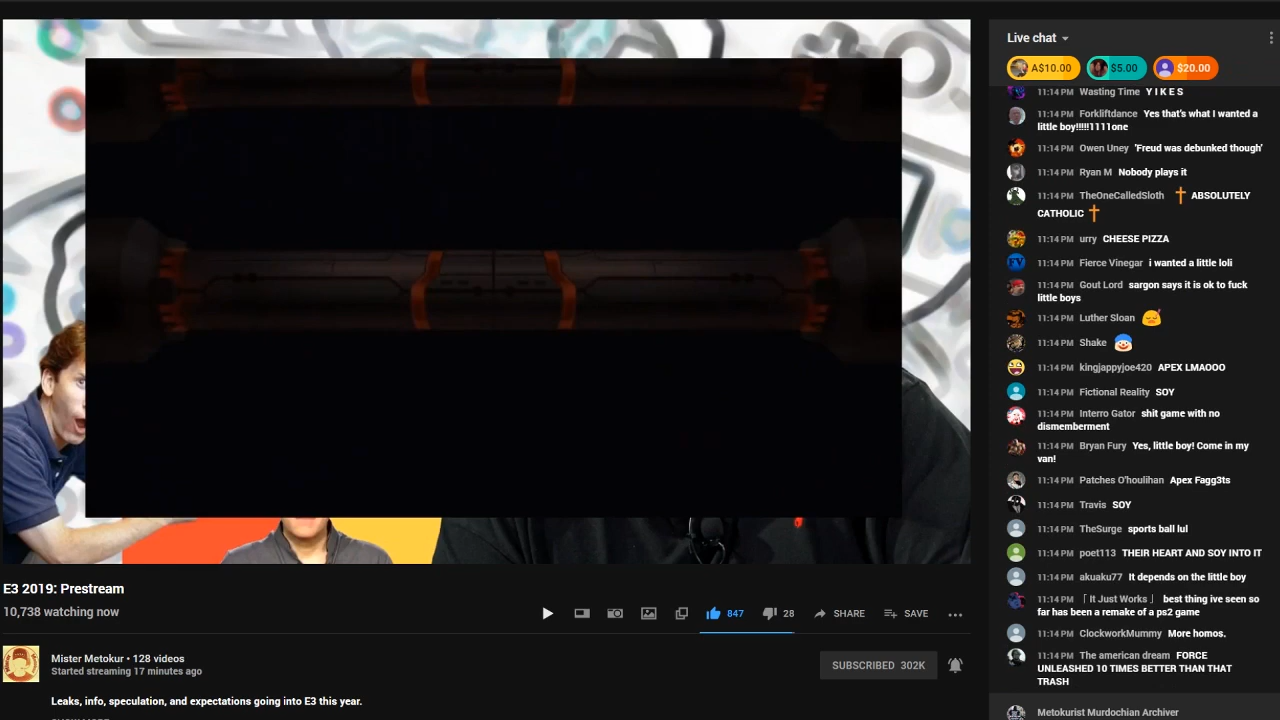 Live chat
A$10.00 $5.00 $20.00
11:14 PM Wasting Time Y I K E S
11:14 PM Forkliftdance Yes that's what I wanted a
little boy!!!!!1111one
11:14 PM Owen Uney 'Freud was debunked though'
11:14 PM Ryan M Nobody plays it
11:14 PM TheOneCalledSloth ABSOLUTELY
CATHOLIC
11:14 PM urry CHEESE PIZZA
11:14 PM Fierce Vinegar i wanted a little loli
11:14 PM Gout Lord sargon says it is ok to fuck
little boys
11:14 PM Luther Sloan
11:14 PM Shake
11:14 PM kingjappyjoe420 APEX LMAOOO
11:14 PM Fictional Reality SOY
11:14 PM Interro Gator shit game with no
dismemberment
11:14 PM Bryan Fury Yes, little boy! Come in my
van!
11:14 PM Patches O'houlihan Apex Fagg3ts
11:14 PM Travis SOY
11:14 PM TheSurge sports ball lul
11:14 PM poet113 THEIR HEART AND SOY INTO IT
11:14 PM akuaku77 It depends on the little boy
11:14 PM 「 It Just Works 」 best thing ive seen so
far has been a remake of a ps2 game
11:14 PM ClockworkMummy More homos.
11:14 PM The american dream FORCE
UNLEASHED 10 TIMES BETTER THAN THAT
TRASH
Metokurist Murdochian Archiver
E3 2019: Prestream
10,738 watching now
847 28 SHARE SAVE
Mister Metokur • 128 videos
Started streaming 17 minutes ago
SUBSCRIBED 302K
Leaks, info, speculation, and expectations going into E3 this year.